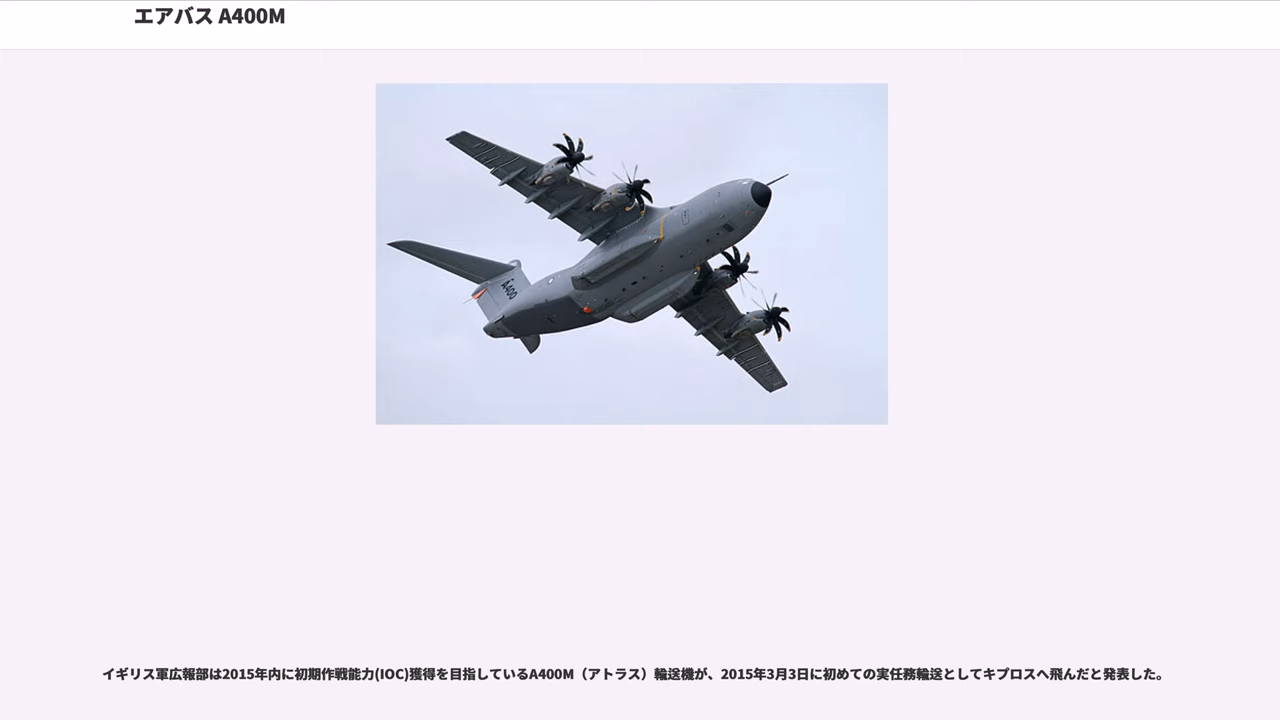 エアバス A400M
A400
イギリス軍広報部は2015年内に初期作戦能力(IOC)獲得を目指しているA400M（アトラス）輸送機が、2015年3月3日に初めての実任務輸送としてキプロスへ飛んだと発表した。